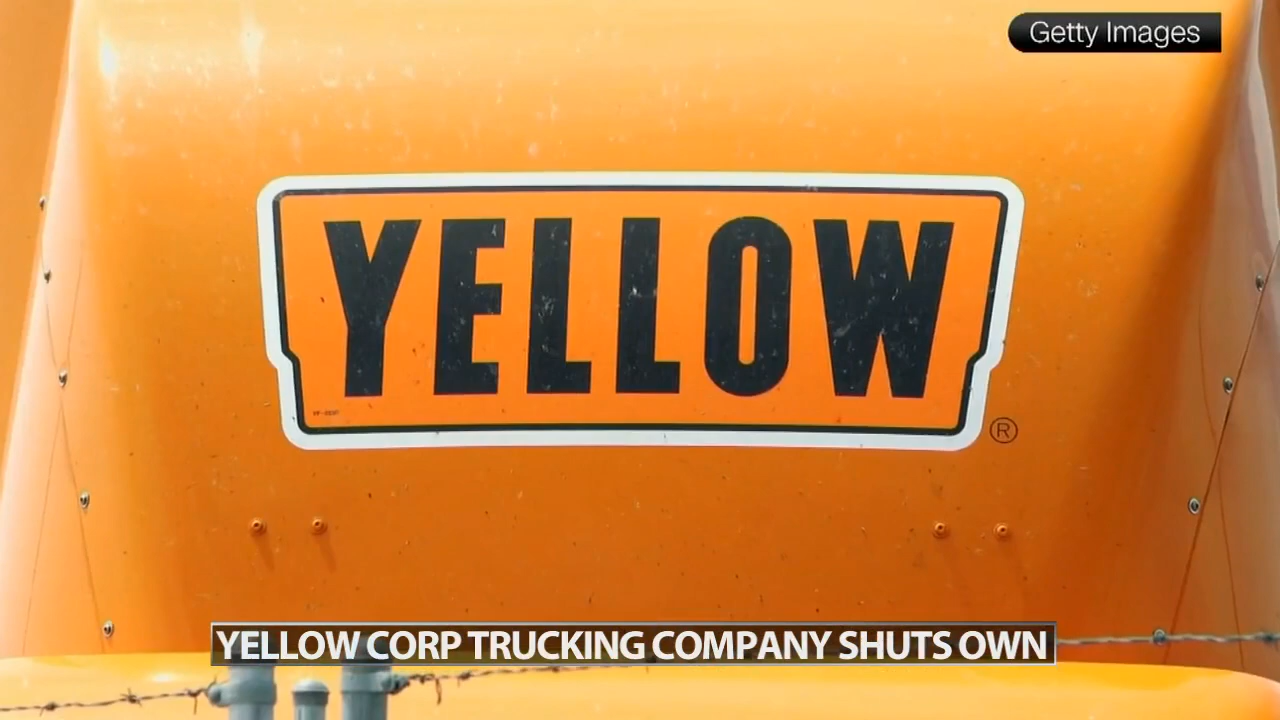 Getty Images
YELLOW
®
YELLOW CORP TRUCKING COMPANY SHUTS OWN